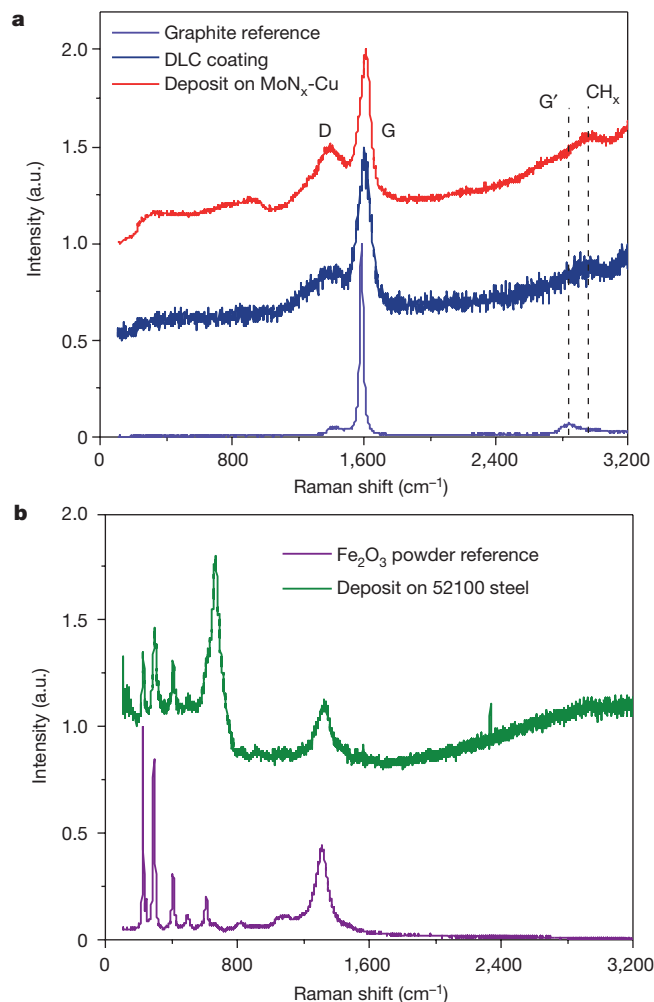 a
Graphite reference
DLC coating
Deposit on MoNₓ-Cu
D
G
G′
CHₓ
2.0
1.5
1.0
0.5
0
Intensity (a.u.)
0
800
1,600
2,400
3,200
Raman shift (cm⁻¹)
b
Fe₂O₃ powder reference
Deposit on 52100 steel
2.0
1.5
1.0
0.5
0
Intensity (a.u.)
0
800
1,600
2,400
3,200
Raman shift (cm⁻¹)